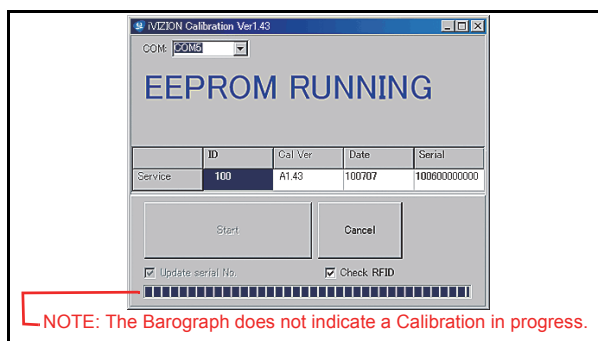 iVIZION Calibration Ver1.43
COM: COM5
EEPROM RUNNING
ID Cal Ver Date Serial
Service 100 A1.43 100707 100600000000
Start Cancel
Update serial No. Check RFID
NOTE: The Barograph does not indicate a Calibration in progress.